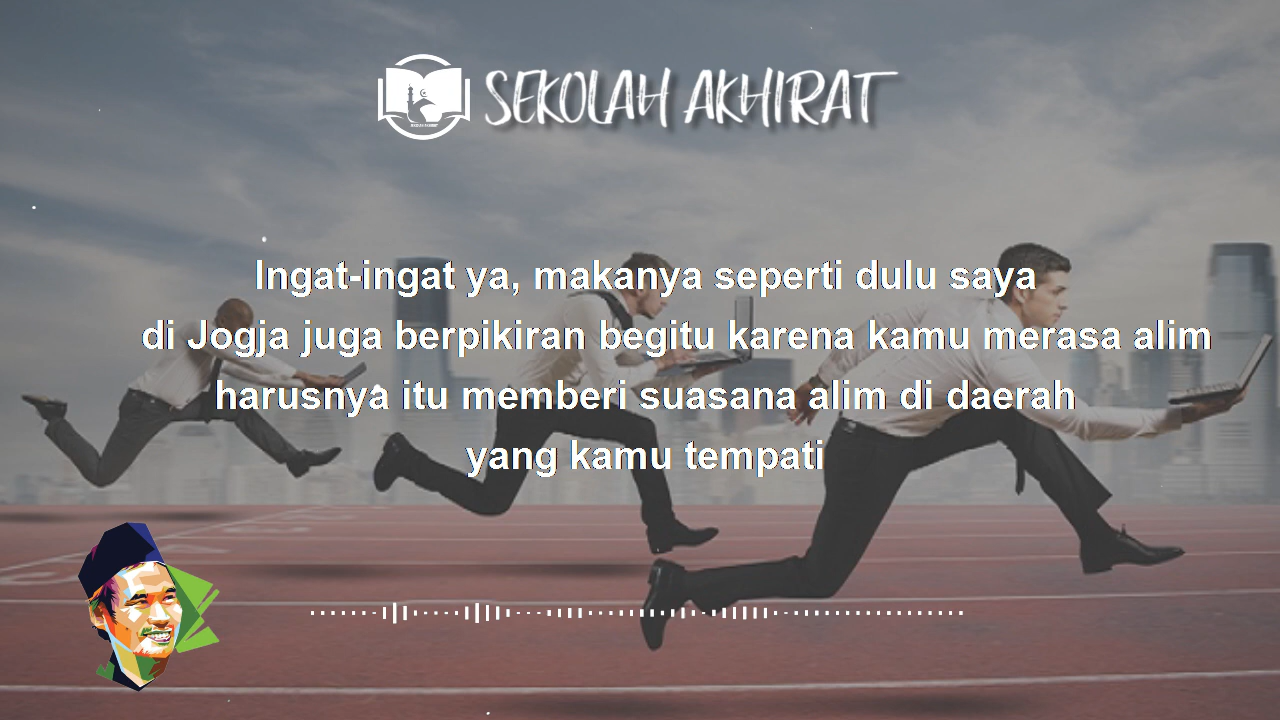 SEKOLAH AKHIRAT
Ingat-ingat ya, makanya seperti dulu saya
di Jogja juga berpikiran begitu karena kamu merasa alim
harusnya itu memberi suasana alim di daerah
yang kamu tempati